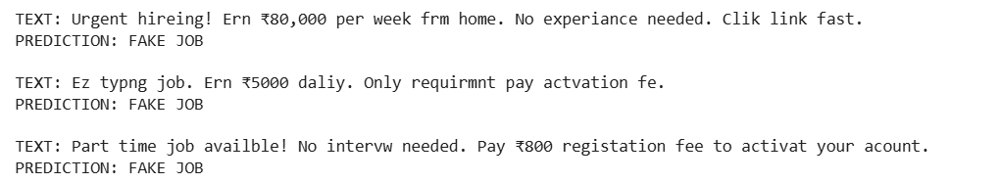 TEXT: Urgent hireing! Ern ₹80,000 per week frm home. No experiance needed. Clik link fast.
PREDICTION: FAKE JOB
TEXT: Ez typng job. Ern ₹5000 daliy. Only requirmnt pay actvation fe.
PREDICTION: FAKE JOB
TEXT: Part time job availble! No intervw needed. Pay ₹800 registation fee to activat your acount.
PREDICTION: FAKE JOB